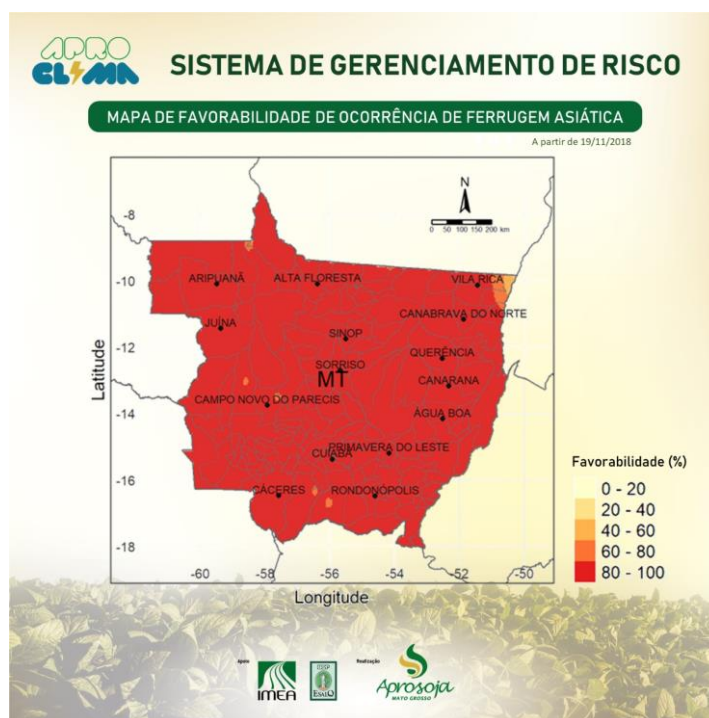 APRO
CLIMA
SISTEMA DE GERENCIAMENTO DE RISCO
MAPA DE FAVORABILIDADE DE OCORRÊNCIA DE FERRUGEM ASIÁTICA
A partir de 19/11/2018
N
0 50 100 150 200 km
-8
-10
-12
-14
-16
-18
Latitude
ARIPUANÃ
ALTA FLORESTA
VILA RICA
CANABRAVA DO NORTE
JUÍNA
SINOP
QUERÊNCIA
SORRISO
MT
CANARANA
CAMPO NOVO DO PARECIS
ÁGUA BOA
PRIMAVERA DO LESTE
CUIABÁ
CÁCERES
RONDONÓPOLIS
-60 -58 -56 -54 -52 -50
Longitude
Favorabilidade (%)
0 - 20
20 - 40
40 - 60
60 - 80
80 - 100
Apoio
IMEA
ESALQ
Realização
Aprosoja
MATO GROSSO